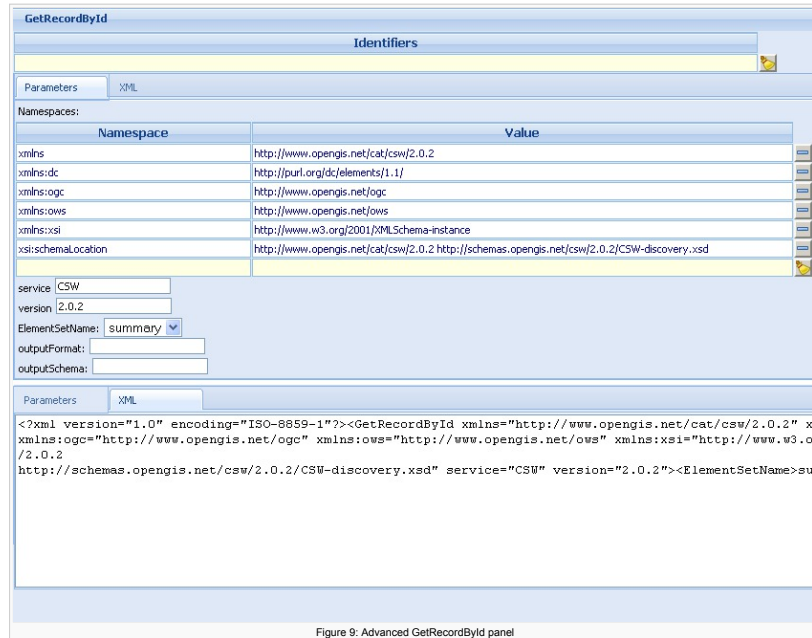 GetRecordById
Identifiers
Parameters XML
Namespaces:
Namespace Value
xmlns http://www.opengis.net/cat/csw/2.0.2
xmlns:dc http://purl.org/dc/elements/1.1/
xmlns:ogc http://www.opengis.net/ogc
xmlns:ows http://www.opengis.net/ows
xmlns:xsi http://www.w3.org/2001/XMLSchema-instance
xsi:schemaLocation http://www.opengis.net/cat/csw/2.0.2 http://schemas.opengis.net/csw/2.0.2/CSW-discovery.xsd
service CSW
version 2.0.2
ElementSetName: summary
outputFormat:
outputSchema:
Parameters XML
<?xml version="1.0" encoding="ISO-8859-1"?><GetRecordById xmlns="http://www.opengis.net/cat/csw/2.0.2" x
xmlns:ogc="http://www.opengis.net/ogc" xmlns:ows="http://www.opengis.net/ows" xmlns:xsi="http://www.w3.o
/2.0.2
http://schemas.opengis.net/csw/2.0.2/CSW-discovery.xsd" service="CSW" version="2.0.2"><ElementSetName>su
Figure 9: Advanced GetRecordById panel